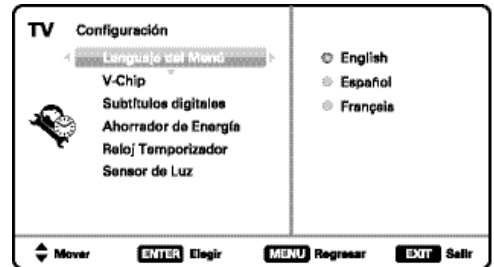 TV Configuración
Lenguaje del Menú
V-Chip
Subtítulos digitales
Ahorrador de Energía
Reloj Temporizador
Sensor de Luz
English
Español
Français
Mover ENTER Elegir MENU Regresar EXIT Salir